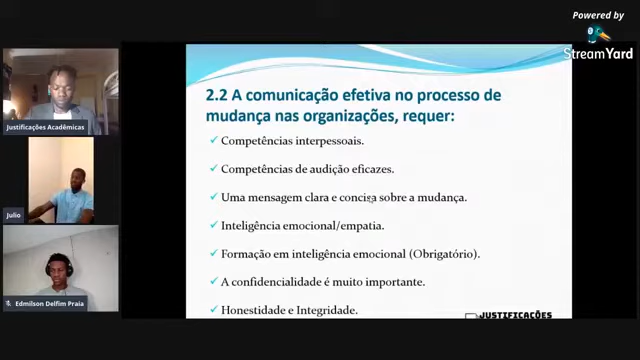 Powered by
StreamYard
Justificações Acadêmicas
Julio
Edmilson Delfim Praia
2.2 A comunicação efetiva no processo de
mudança nas organizações, requer:
✓ Competências interpessoais.
✓ Competências de audição eficazes.
✓ Uma mensagem clara e concisa sobre a mudança.
✓ Inteligência emocional/empatia.
✓ Formação em inteligência emocional (Obrigatório).
✓ A confidencialidade é muito importante.
✓ Honestidade e Integridade.
JUSTIFICAÇÕES